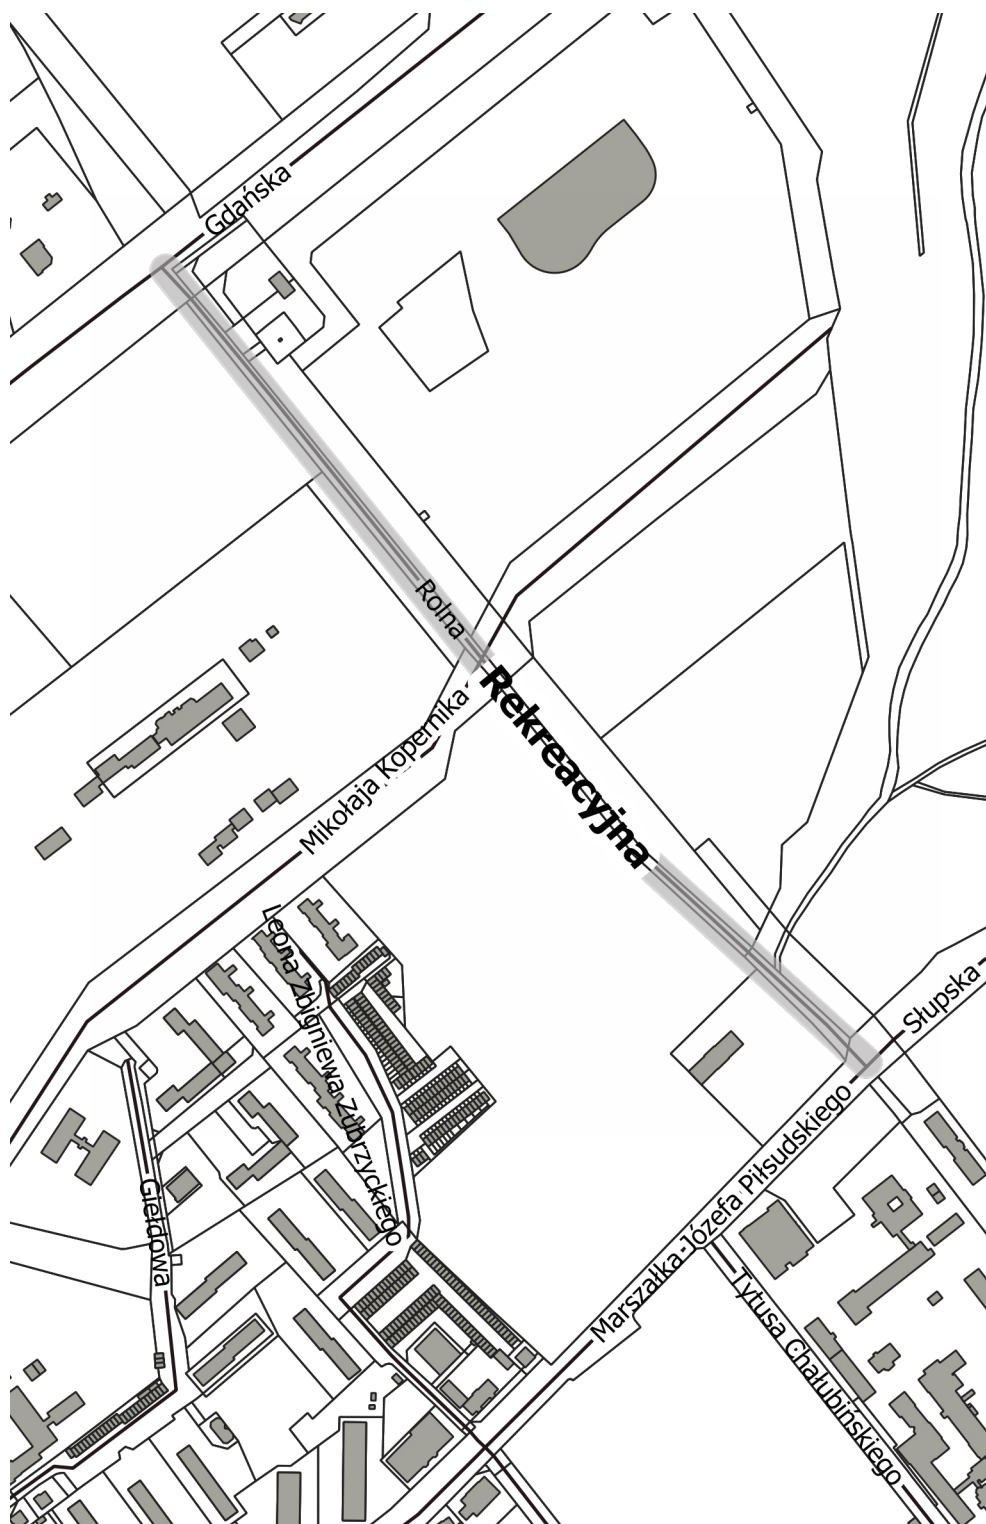 Gdańska
Rolna
Rekreacyjna
Mikołaja Kopernika
Leona Zbigniewa Zubrzyckiego
Słupska
Marszałka Józefa Piłsudskiego
Giełdowa
Tytusa Chałubińskiego